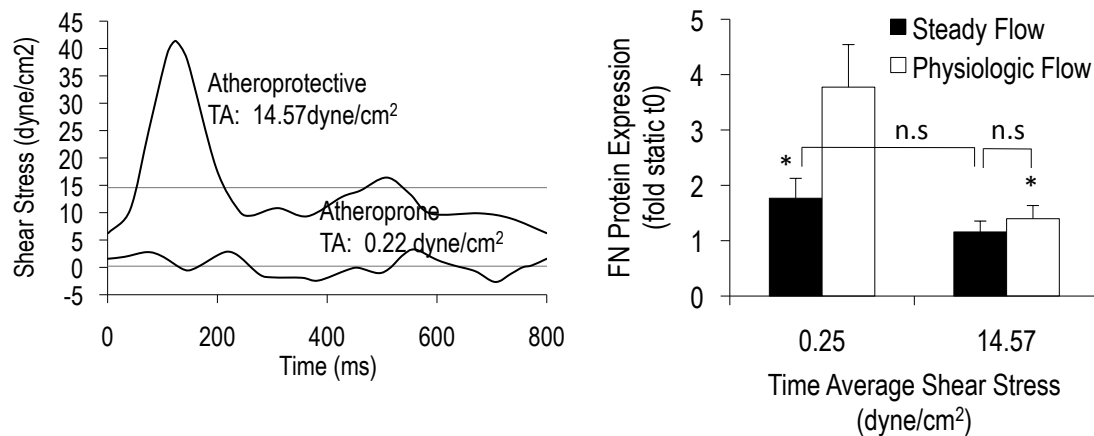 45
40
35
30
25
20
15
10
5
0
-5
Shear Stress (dyne/cm2)
Atheroprotective
TA: 14.57dyne/cm²
Atheroprone
TA: 0.22 dyne/cm²
0 200 400 600 800
Time (ms)
5
4
3
2
1
0
FN Protein Expression
(fold static t0)
Steady Flow
Physiologic Flow
n.s
n.s
*
*
0.25 14.57
Time Average Shear Stress
(dyne/cm²)